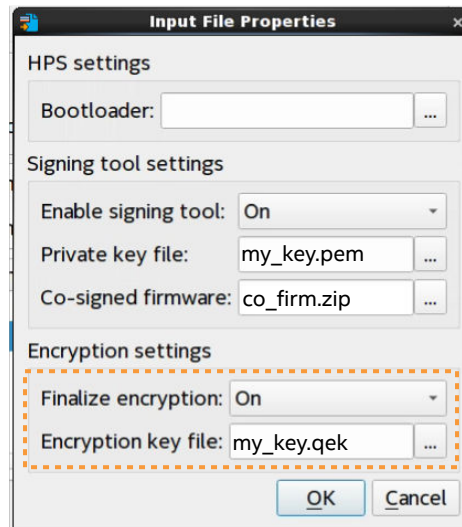 Input File Properties
HPS settings
Bootloader: ...
Signing tool settings
Enable signing tool: On
Private key file: my_key.pem ...
Co-signed firmware: co_firm.zip ...
Encryption settings
Finalize encryption: On
Encryption key file: my_key.qek ...
OK Cancel